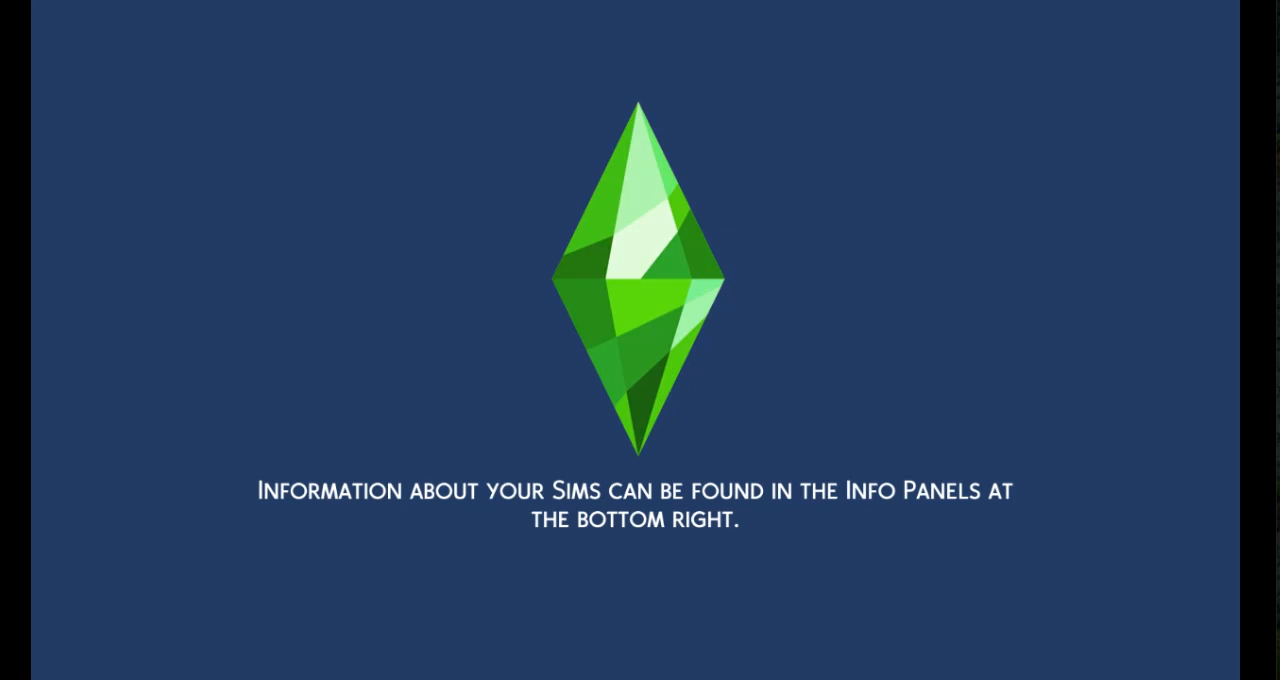 Information about your Sims can be found in the Info Panels at
the bottom right.